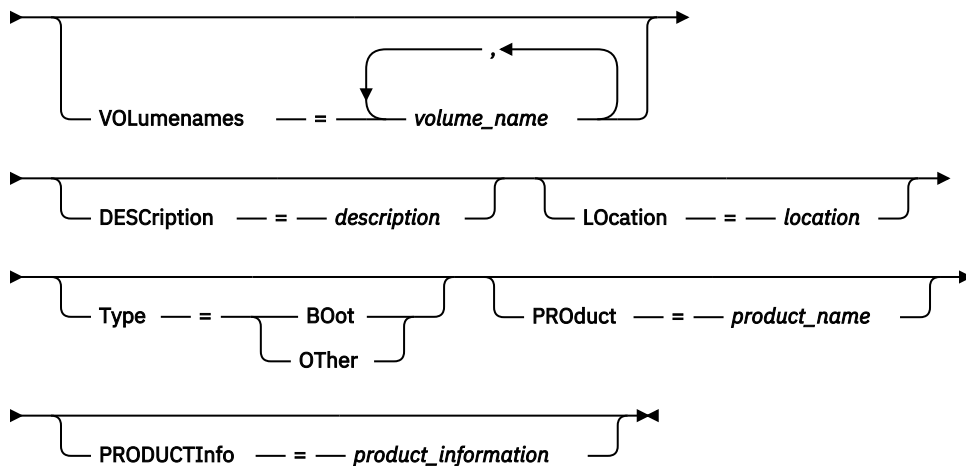 ,
VOLumenames = volume_name
DESCription = description LOcation = location
Type = BOot PROduct = product_name
OTher
PRODUCTInfo = product_information